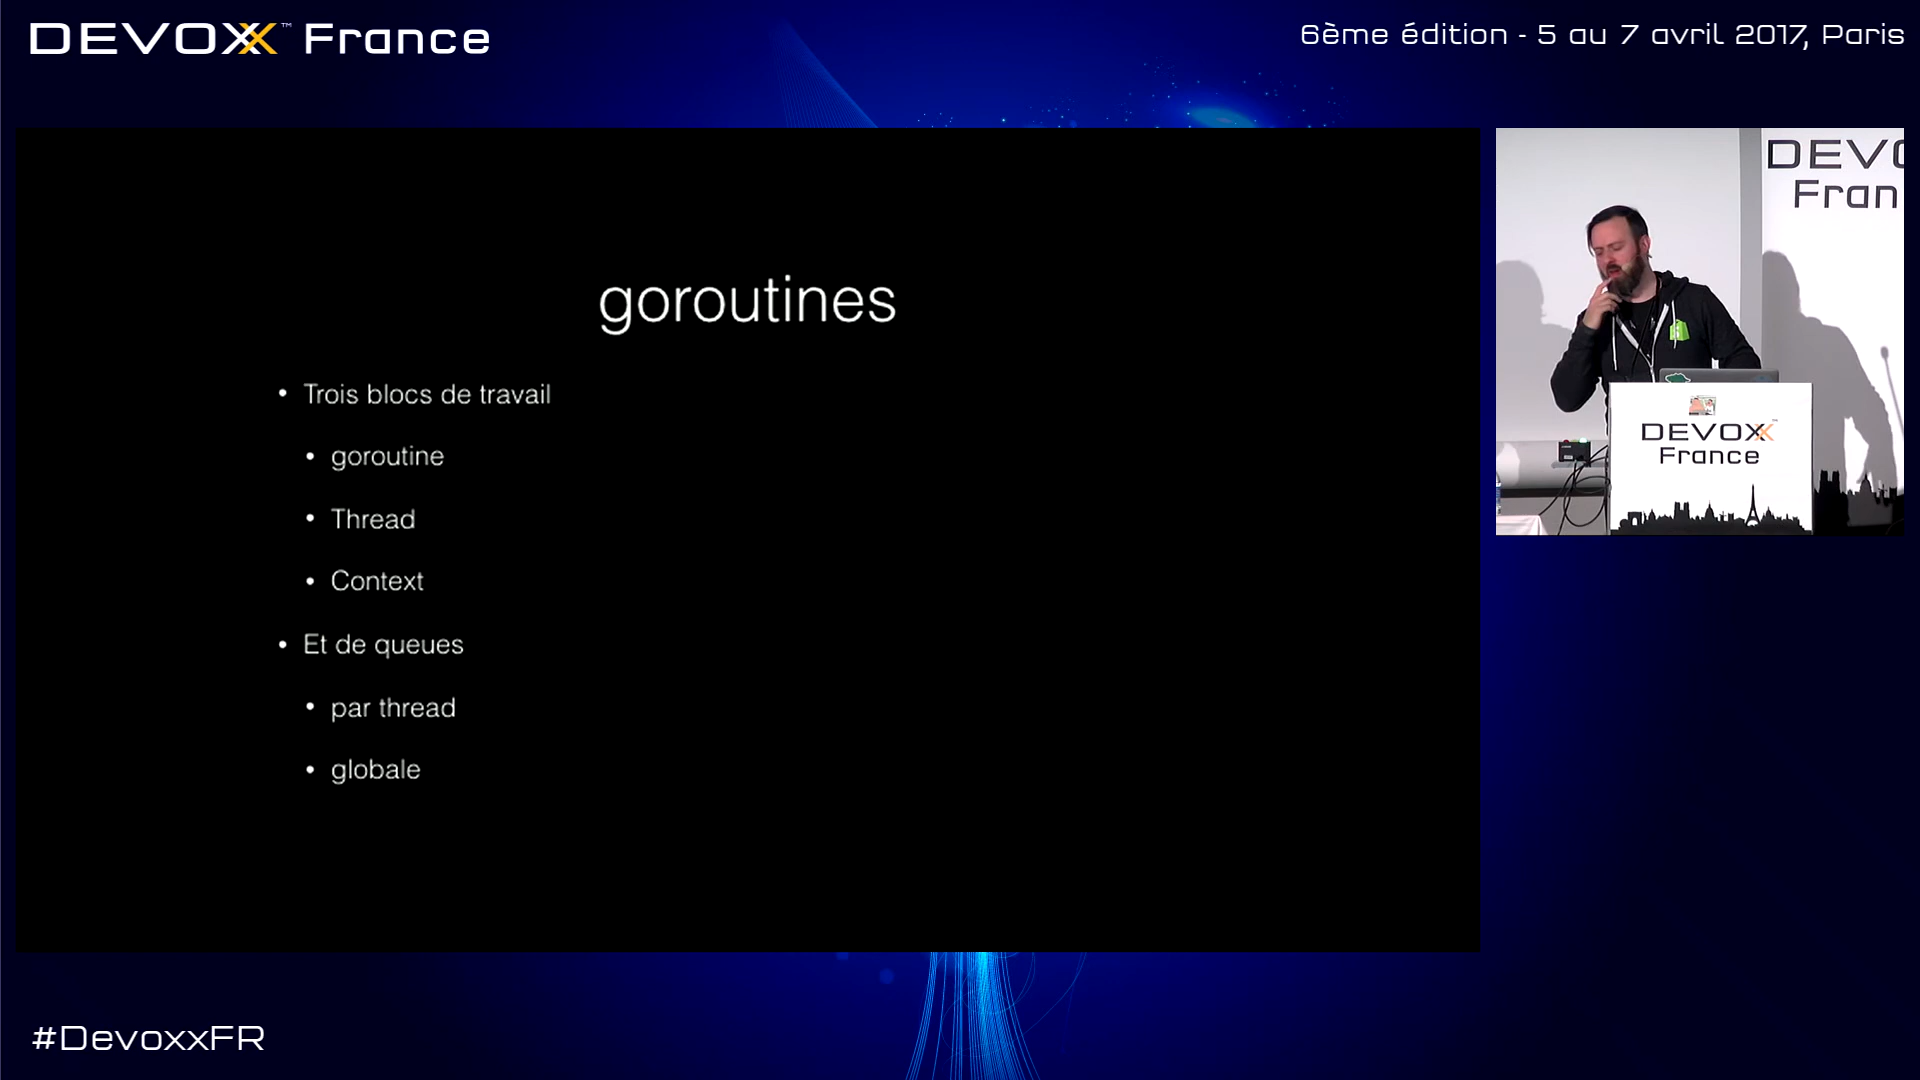 DEVOXX™ France
6ème édition - 5 au 7 avril 2017, Paris
goroutines
• Trois blocs de travail
• goroutine
• Thread
• Context
• Et de queues
• par thread
• globale
DEVO
Fran
DEVOXX
France
#DevoxxFR